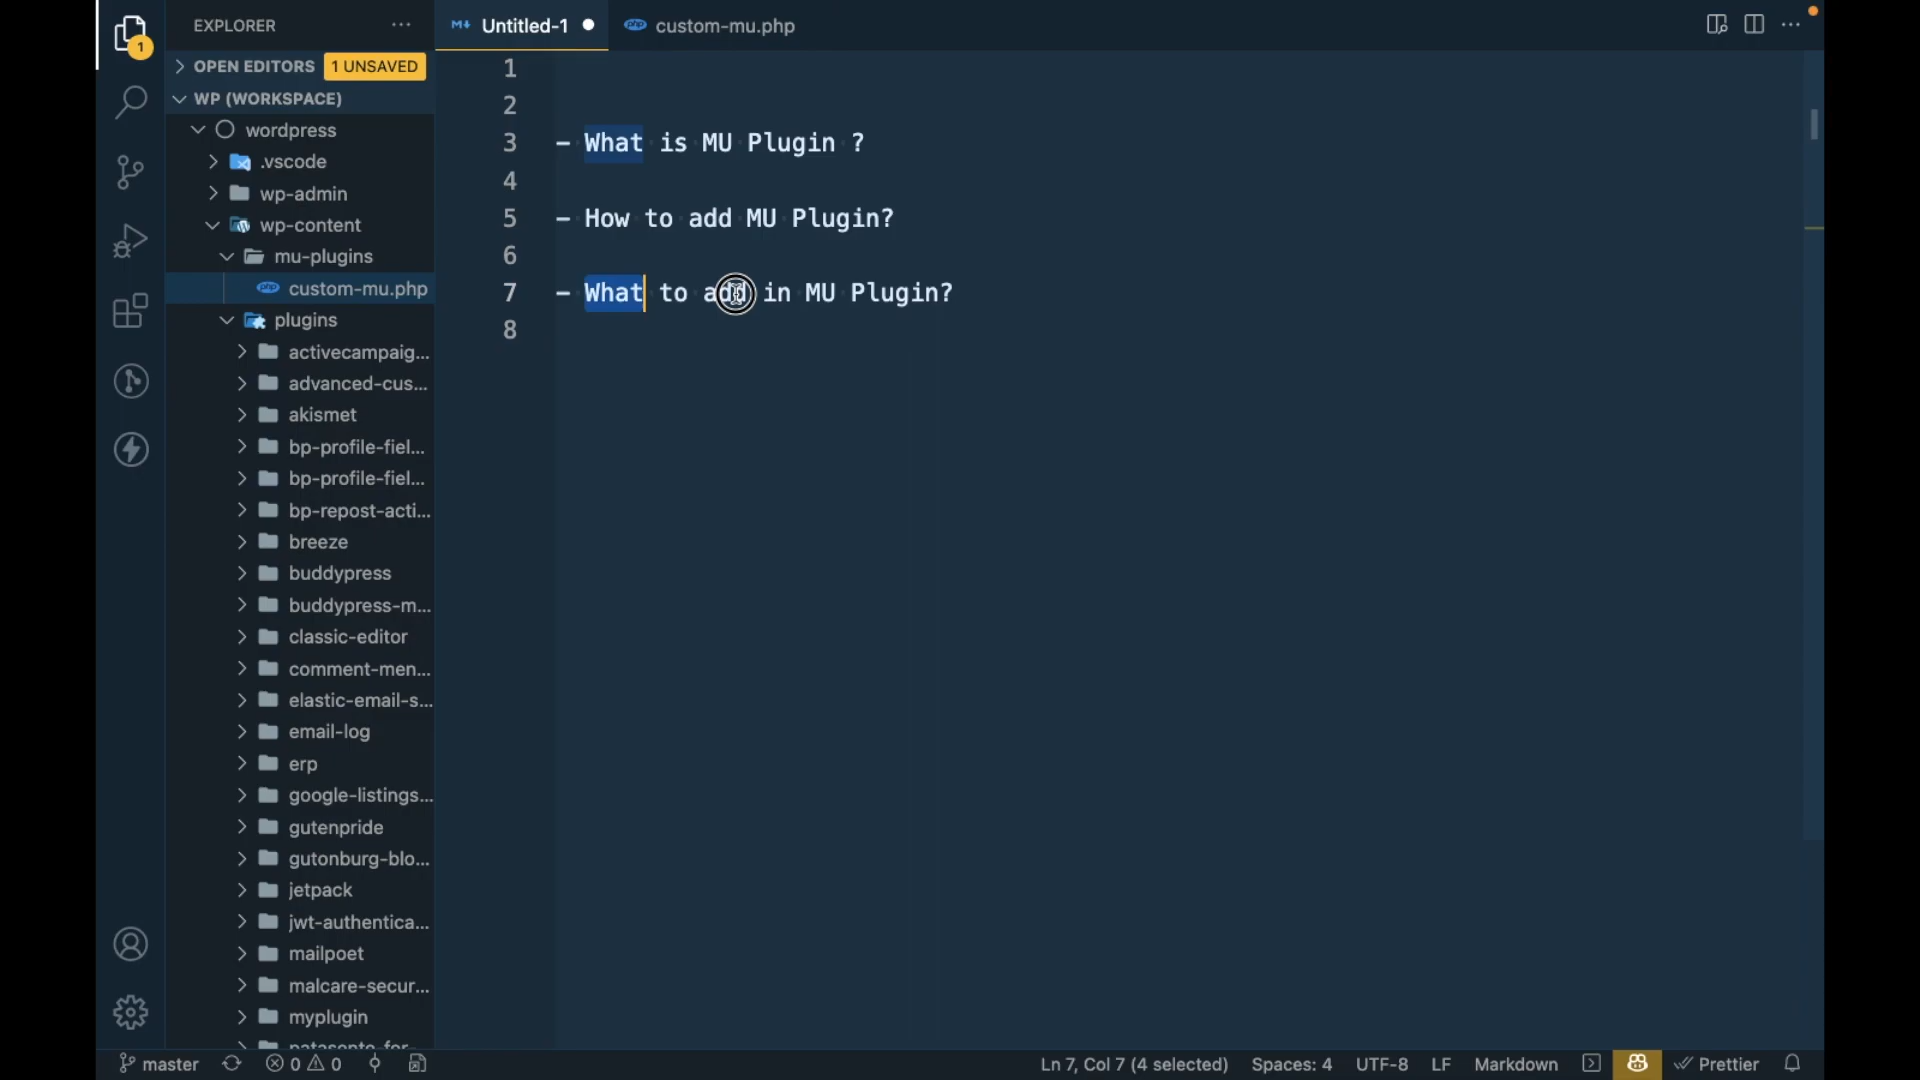 EXPLORER
1
OPEN EDITORS 1 UNSAVED
WP (WORKSPACE)
wordpress
.vscode
wp-admin
wp-content
mu-plugins
custom-mu.php
plugins
activecampaig...
advanced-cus...
akismet
bp-profile-fiel...
bp-profile-fiel...
bp-repost-acti...
breeze
buddypress
buddypress-m...
classic-editor
comment-men...
elastic-email-s...
email-log
erp
google-listings...
gutenpride
gutonburg-blo...
jetpack
jwt-authentica...
mailpoet
malcare-secur...
myplugin
Untitled-1 custom-mu.php
1
2
3 - What is MU Plugin ?
4
5 - How to add MU Plugin?
6
7 - What to add in MU Plugin?
8
master 0 0 Ln 7, Col 7 (4 selected) Spaces: 4 UTF-8 LF Markdown Prettier